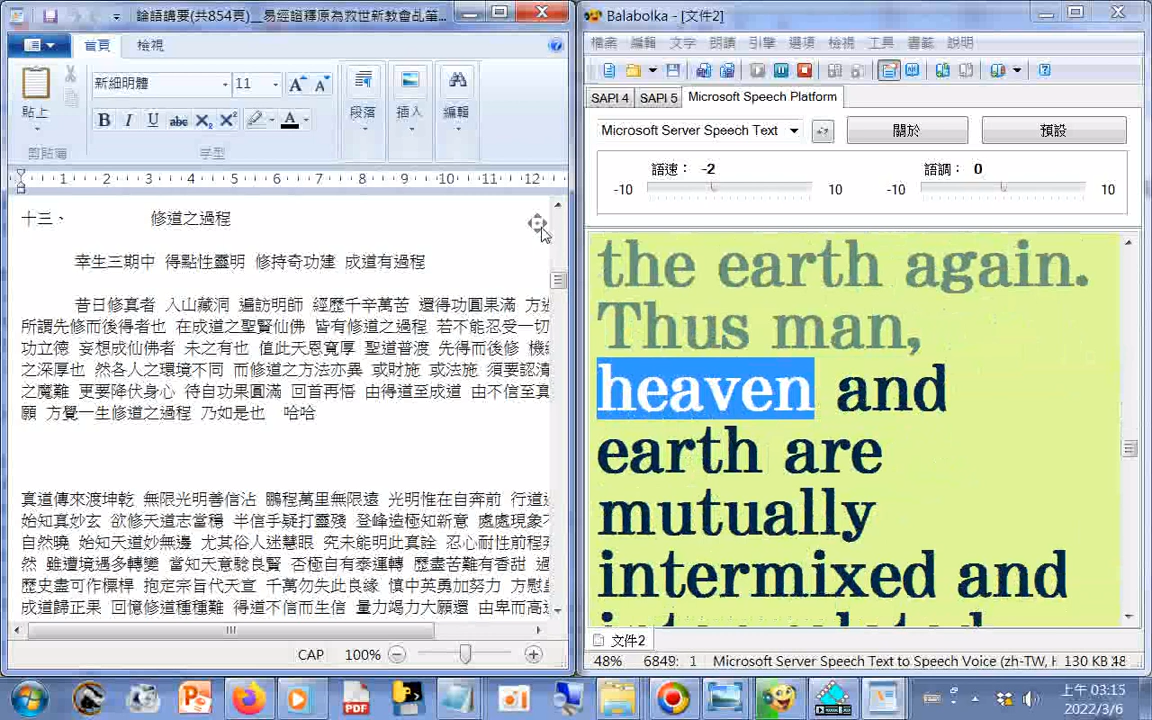 論語講要(共854頁)__易經證釋原為救世新教會乩筆...
首頁
檢視
貼上
剪貼簿
新細明體
11
字型
段落
插入
編輯
1 2 3 4 5 6 7 8 9 10 11 12
十三、 修道之過程
幸生三期中 得點性靈明 修持奇功建 成道有過程
昔日修真者 入山藏洞 遍訪明師 經歷千辛萬苦 還得功圓果滿 方
所謂先修而後得者也 在成道之聖賢仙佛 皆有修道之過程 若不能忍受一切
功立德 妄想成仙佛者 未之有也 值此天恩寬厚 聖道普渡 先得而後修 機
之深厚也 然各人之環境不同 而修道之方法亦異 或財施 或法施 須要認清
之魔難 更要降伏身心 待自功果圓滿 回首再悟 由得道至成道 由不信至真
願 方覺一生修道之過程 乃如是也 哈哈
真道傳來渡坤乾 無限光明善信沾 鵬程萬里無限遠 光明惟在自奔前 行道
始知真妙玄 欲修天道志當穩 半信乎疑打靈殘 登峰造極知新意 處處現象
自然曉 始知天道妙無邊 尤其俗人迷慧眼 究未能明此真詮 忍心耐性前程
然 雖遭境遇多轉變 當知天意驗良賢 否極自有泰運轉 歷盡苦難有香甜 過
歷史盡可作標桿 抱定宗旨代天宣 千萬勿失此良緣 慎中英勇加努力 方慰
成道歸正果 回憶修道種種難 得道不信而生信 量力竭力大願還 由卑而高
CAP 100%
Balabolka - [文件2]
檔案 編輯 文字 朗讀 引擎 選項 檢視 工具 書籤 說明
SAPI 4 SAPI 5 Microsoft Speech Platform
Microsoft Server Speech Text
關於
預設
語速： -2
-10 10
語調： 0
-10 10
the earth again.
Thus man,
heaven and
earth are
mutually
intermixed and
interrelated
文件2
48% 6849: 1 Microsoft Server Speech Text to Speech Voice (zh-TW, H 130 KB
上午 03:15
2022/3/6